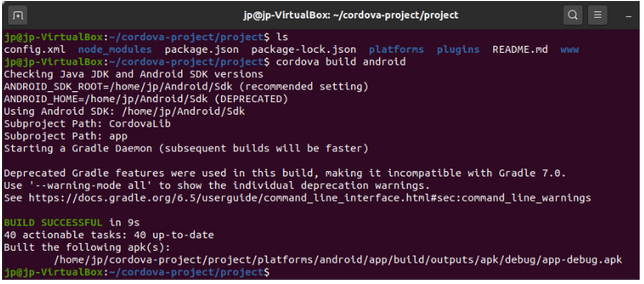 jp@jp-VirtualBox: ~/cordova-project/project
jp@jp-VirtualBox:~/cordova-project/project$ ls
config.xml node_modules package.json package-lock.json platforms plugins README.md www
jp@jp-VirtualBox:~/cordova-project/project$ cordova build android
Checking Java JDK and Android SDK versions
ANDROID_SDK_ROOT=/home/jp/Android/Sdk (recommended setting)
ANDROID_HOME=/home/jp/Android/Sdk (DEPRECATED)
Using Android SDK: /home/jp/Android/Sdk
Subproject Path: CordovaLib
Subproject Path: app
Starting a Gradle Daemon (subsequent builds will be faster)
Deprecated Gradle features were used in this build, making it incompatible with Gradle 7.0.
Use '--warning-mode all' to show the individual deprecation warnings.
See https://docs.gradle.org/6.5/userguide/command_line_interface.html#sec:command_line_warnings
BUILD SUCCESSFUL in 9s
40 actionable tasks: 40 up-to-date
Built the following apk(s):
/home/jp/cordova-project/project/platforms/android/app/build/outputs/apk/debug/app-debug.apk
jp@jp-VirtualBox:~/cordova-project/project$